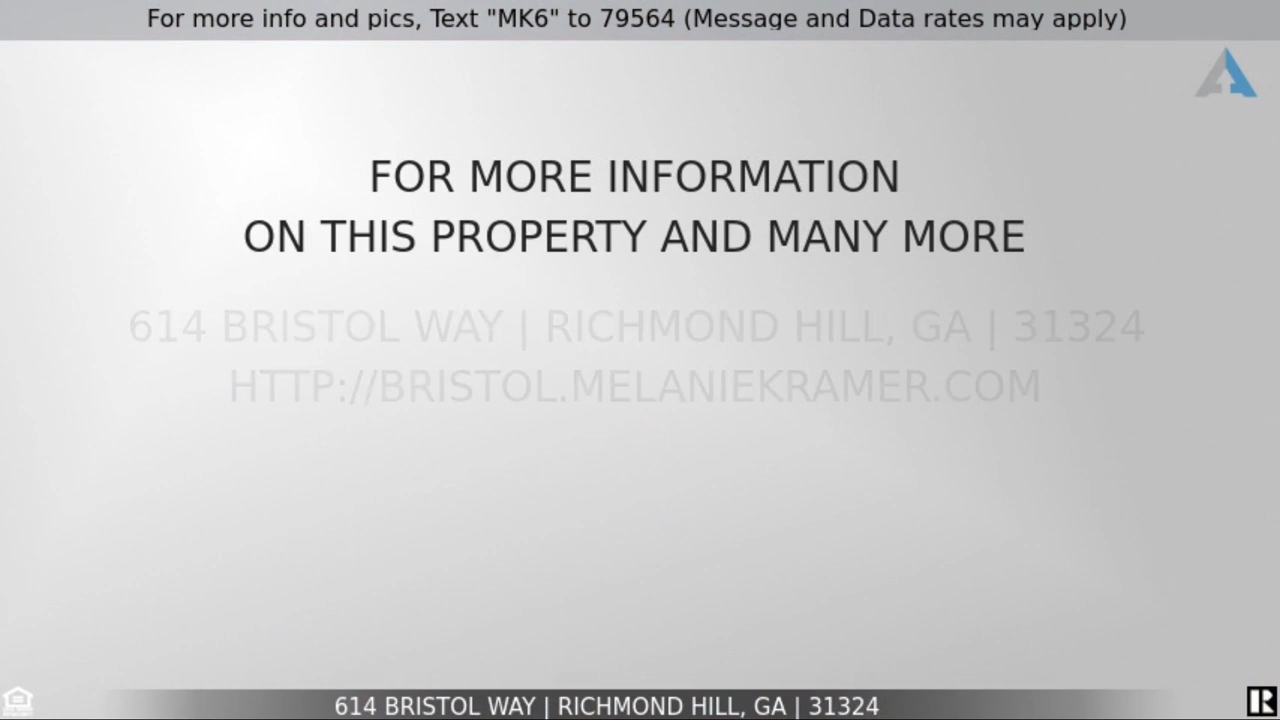 For more info and pics, Text "MK6" to 79564 (Message and Data rates may apply)
FOR MORE INFORMATION
ON THIS PROPERTY AND MANY MORE
614 BRISTOL WAY | RICHMOND HILL, GA | 31324
HTTP://BRISTOL.MELANIEKRAMER.COM
614 BRISTOL WAY | RICHMOND HILL, GA | 31324